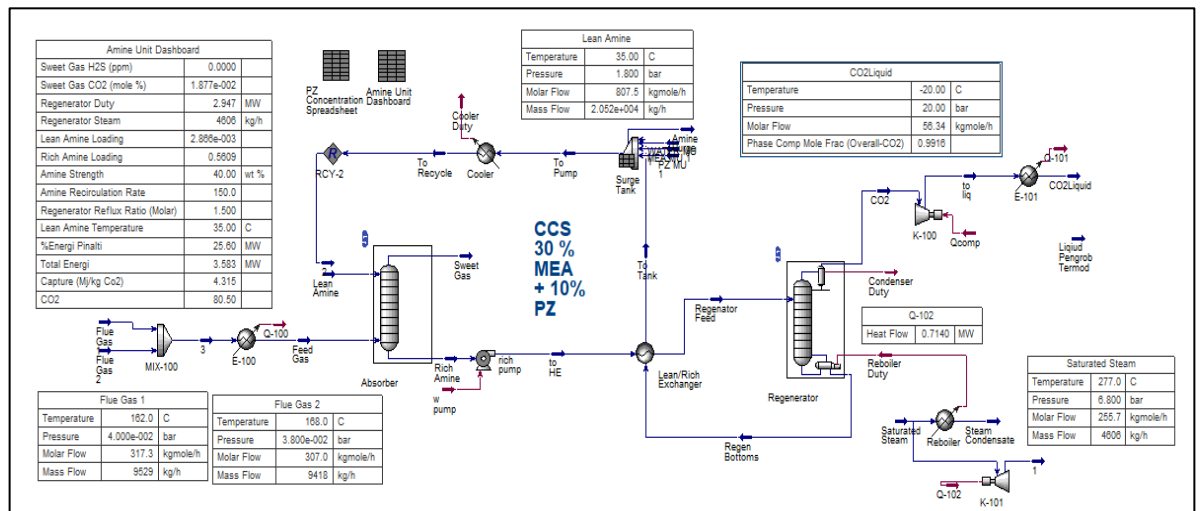 Amine Unit Dashboard
Sweet Gas H2S (ppm) 0.0000
Sweet Gas CO2 (mole %) 1.877e-002
Regenerator Duty 2.947 MW
Regenerator Steam 4606 kg/h
Lean Amine Loading 2.866e-003
Rich Amine Loading 0.5609
Amine Strength 40.00 wt %
Amine Recirculation Rate 150.0
Regenerator Reflux Ratio (Molar) 1.500
Lean Amine Temperature 35.00 C
%Energi Pinalti 25.60 MW
Total Energi 3.583 MW
Capture (Mj/kg Co2) 4.315
CO2 80.50
PZ
Concentration
Spreadsheet
Amine Unit
Dashboard
Lean Amine
Temperature 35.00 C
Pressure 1.800 bar
Molar Flow 807.5 kgmole/h
Mass Flow 2.052e+004 kg/h
CO2Liquid
Temperature -20.00 C
Pressure 20.00 bar
Molar Flow 56.34 kgmole/h
Phase Comp Mole Frac (Overall-CO2) 0.9916
Cooler
Duty
RCY-2
To
Recycle
Cooler
To
Pump
Surge
Tank
Amine
PZ MU
Q-101
to
liq
E-101
CO2Liquid
CO2
K-100
Qcomp
Liqiud
Pengrob
Termod
CCS
30 %
MEA
+ 10%
PZ
To
Tank
Lean
Amine
Sweet
Gas
Regenator
Feed
Condenser
Duty
Q-102
Heat Flow 0.7140 MW
Flue
Gas
1
Flue
Gas
2
MIX-100
3
Q-100
E-100
Feed
Gas
Absorber
Rich
Amine
rich
pump
w
pump
to
HE
Lean/Rich
Exchanger
Regenerator
Reboiler
Duty
Regen
Bottoms
Saturated
Steam
Reboiler
Steam
Condensate
Q-102
K-101
1
Saturated Steam
Temperature 277.0 C
Pressure 6.800 bar
Molar Flow 255.7 kgmole/h
Mass Flow 4606 kg/h
Flue Gas 1
Temperature 162.0 C
Pressure 4.000e-002 bar
Molar Flow 317.3 kgmole/h
Mass Flow 9529 kg/h
Flue Gas 2
Temperature 168.0 C
Pressure 3.800e-002 bar
Molar Flow 307.0 kgmole/h
Mass Flow 9418 kg/h